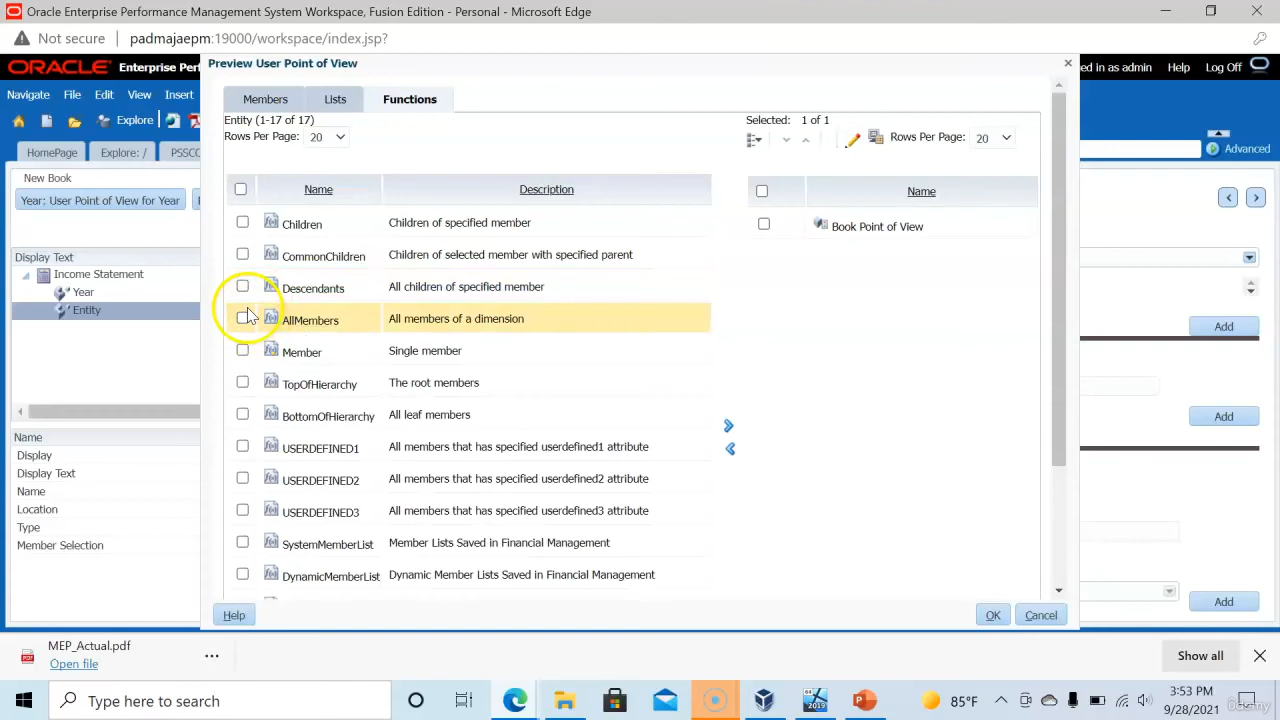 Oracle Enterprise Performance Management System Workspace, Fusion Edition - Personal - Microsoft Edge
Not secure padmajaepm:19000/workspace/index.jsp?
ORACLE Enterprise Per
ed in as admin Help Log Off
Preview User Point of View
Navigate File Edit View Insert
Explore
HomePage Explore: / PSSCO
Advanced
New Book
Year: User Point of View for Year
Display Text
Income Statement
Year
Entity
Name
Display
Display Text
Name
Location
Type
Member Selection
Members Lists Functions
Entity (1-17 of 17)
Rows Per Page: 20
Name Description
Children Children of specified member
CommonChildren Children of selected member with specified parent
Descendants All children of specified member
AllMembers All members of a dimension
Member Single member
TopOfHierarchy The root members
BottomOfHierarchy All leaf members
USERDEFINED1 All members that has specified userdefined1 attribute
USERDEFINED2 All members that has specified userdefined2 attribute
USERDEFINED3 All members that has specified userdefined3 attribute
SystemMemberList Member Lists Saved in Financial Management
DynamicMemberList Dynamic Member Lists Saved in Financial Management
Selected: 1 of 1
Rows Per Page: 20
Name
Book Point of View
Add
Add
Add
Help OK Cancel
MEP_Actual.pdf
Open file
Show all
Type here to search
2019
85°F
3:53 PM
9/28/2021